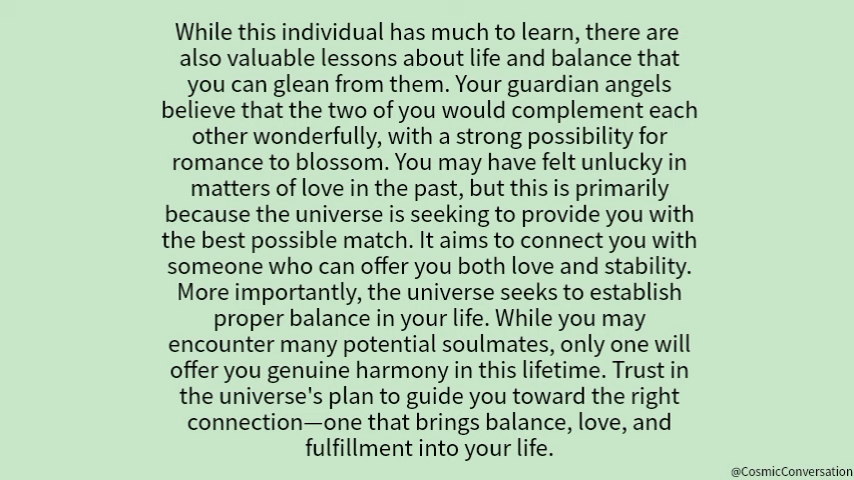 While this individual has much to learn, there are
also valuable lessons about life and balance that
you can glean from them. Your guardian angels
believe that the two of you would complement each
other wonderfully, with a strong possibility for
romance to blossom. You may have felt unlucky in
matters of love in the past, but this is primarily
because the universe is seeking to provide you with
the best possible match. It aims to connect you with
someone who can offer you both love and stability.
More importantly, the universe seeks to establish
proper balance in your life. While you may
encounter many potential soulmates, only one will
offer you genuine harmony in this lifetime. Trust in
the universe's plan to guide you toward the right
connection—one that brings balance, love, and
fulfillment into your life.
@CosmicConversation